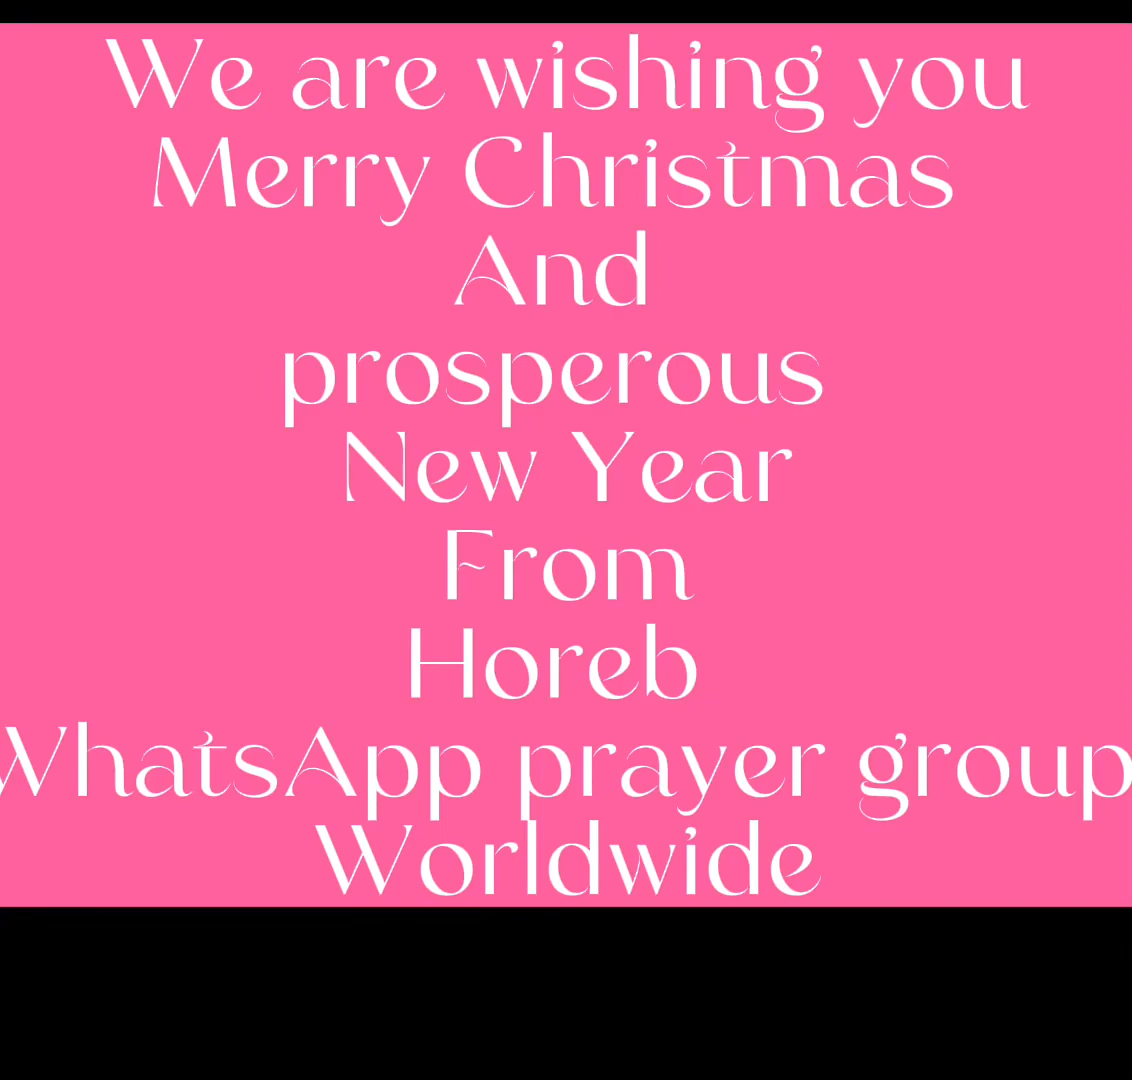 We are wishing you
Merry Christmas
And
prosperous
New Year
From
Horeb
WhatsApp prayer group
Worldwide